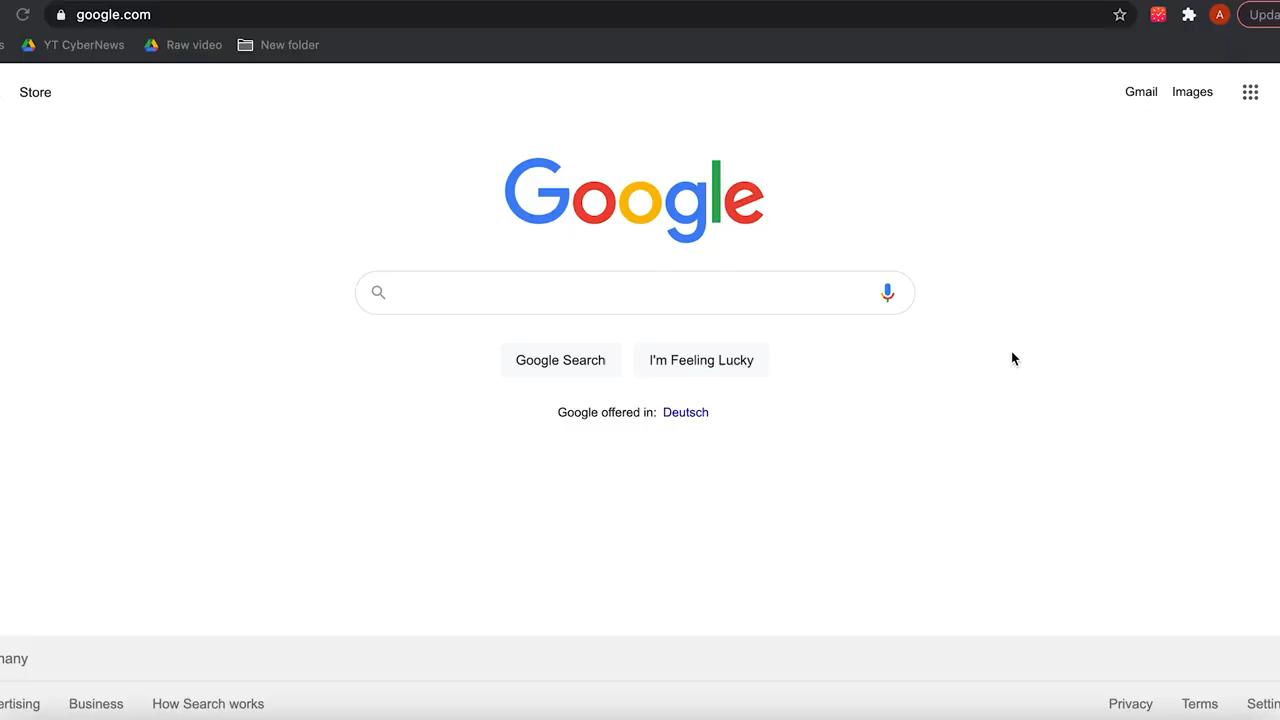 google.com
A
Upda
s
YT CyberNews
Raw video
New folder
Store
Gmail
Images
Google
Google Search
I'm Feeling Lucky
Google offered in: Deutsch
many
ertising
Business
How Search works
Privacy
Terms
Settin